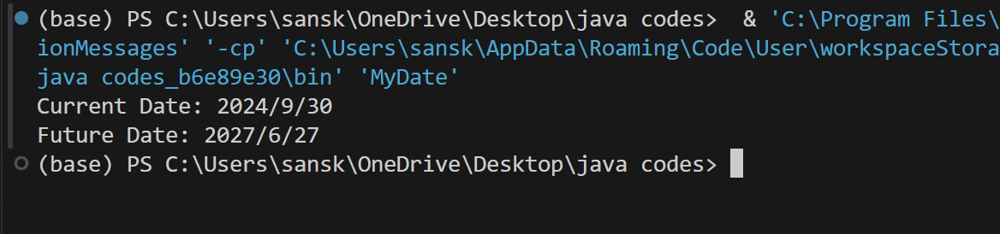 (base) PS C:\Users\sansk\OneDrive\Desktop\java codes>  & 'C:\Program Files\
ionMessages' '-cp' 'C:\Users\sansk\AppData\Roaming\Code\User\workspaceStora
java codes_b6e89e30\bin' 'MyDate'
Current Date: 2024/9/30
Future Date: 2027/6/27
(base) PS C:\Users\sansk\OneDrive\Desktop\java codes>